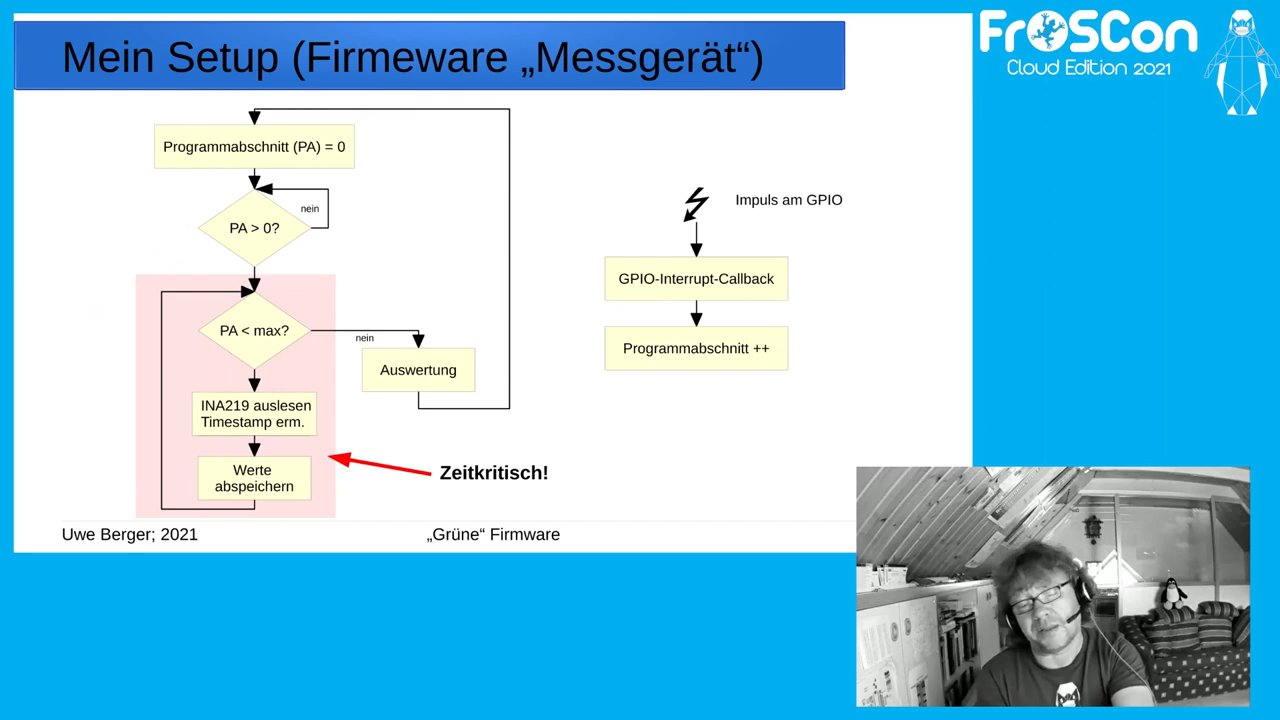 Mein Setup (Firmeware „Messgerät“)
FrOSCon
Cloud Edition 2021
Programmabschnitt (PA) = 0
nein
PA > 0?
PA < max?
nein
Auswertung
INA219 auslesen
Timestamp erm.
Werte
abspeichern
Zeitkritisch!
Impuls am GPIO
GPIO-Interrupt-Callback
Programmabschnitt ++
Uwe Berger; 2021
„Grüne“ Firmware